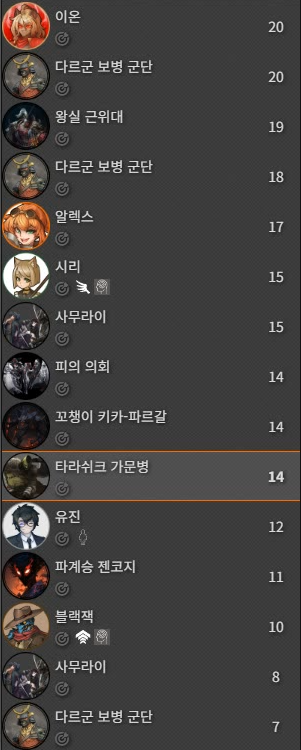 이온
20
다르군 보병 군단
20
왕실 근위대
19
다르군 보병 군단
18
알렉스
17
시리
15
사무라이
15
피의 의회
14
꼬챙이 키카-파르갈
14
타라쉬크 가문병
14
유진
12
파계승 젠코지
11
블랙잭
10
사무라이
8
다르군 보병 군단
7